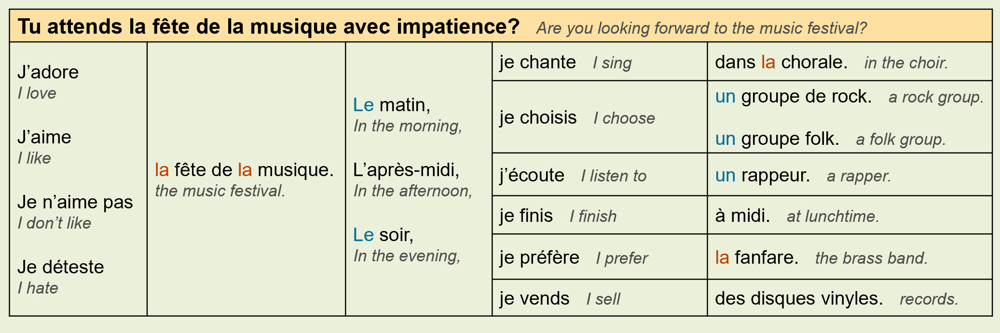 Tu attends la fête de la musique avec impatience? Are you looking forward to the music festival?
J’adore
I love
J’aime
I like
Je n’aime pas
I don’t like
Je déteste
I hate
la fête de la musique.
the music festival.
Le matin,
In the morning,
L’après-midi,
In the afternoon,
Le soir,
In the evening,
je chante I sing
dans la chorale. in the choir.
je choisis I choose
un groupe de rock. a rock group.
un groupe folk. a folk group.
j’écoute I listen to
un rappeur. a rapper.
je finis I finish
à midi. at lunchtime.
je préfère I prefer
la fanfare. the brass band.
je vends I sell
des disques vinyles. records.